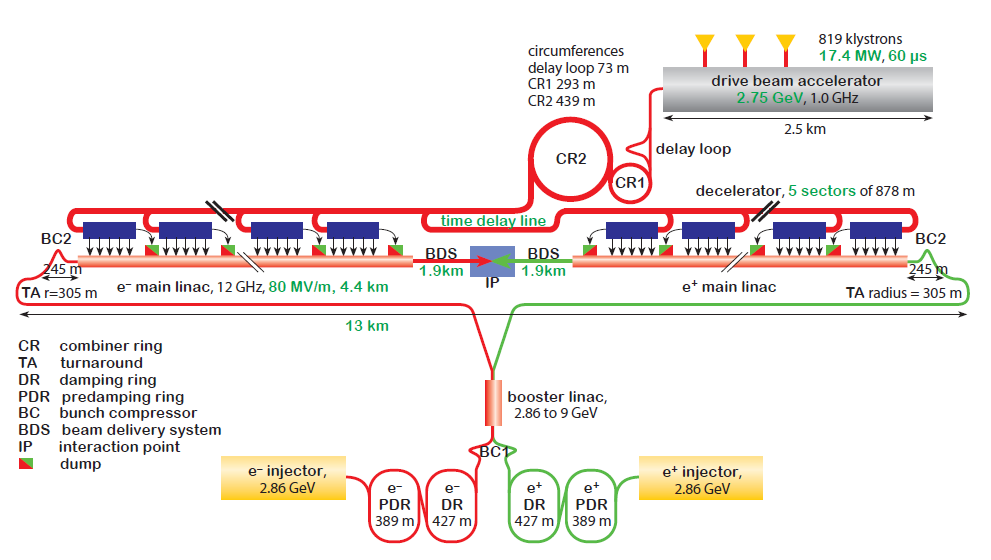 819 klystrons
17.4 MW, 60 µs
circumferences
delay loop 73 m
CR1 293 m
CR2 439 m
drive beam accelerator
2.75 GeV, 1.0 GHz
2.5 km
delay loop
CR2
CR1
decelerator, 5 sectors of 878 m
time delay line
BC2
BC2
245 m
245 m
BDS
1.9km
BDS
1.9km
IP
TA r=305 m
e– main linac, 12 GHz, 80 MV/m, 4.4 km
e+ main linac
TA radius = 305 m
13 km
CR combiner ring
TA turnaround
DR damping ring
PDR predamping ring
BC bunch compressor
BDS beam delivery system
IP interaction point
dump
booster linac,
2.86 to 9 GeV
BC1
e– injector,
2.86 GeV
e–
PDR
389 m
e–
DR
427 m
e+
DR
427 m
e+
PDR
389 m
e+ injector,
2.86 GeV